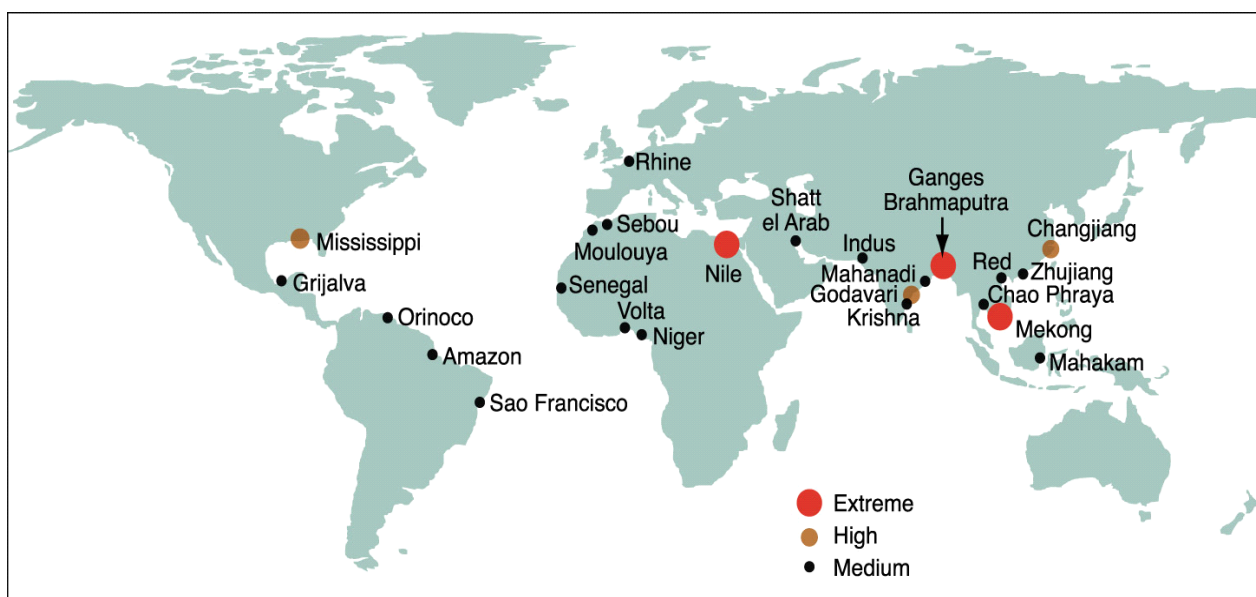 Rhine
Ganges
Brahmaputra
Shatt
el Arab
Sebou
Changjiang
Mississippi
Moulouya
Indus
Red
Nile
Mahanadi
Zhujiang
Grijalva
Senegal
Godavari
Chao Phraya
Volta
Krishna
Orinoco
Niger
Mekong
Amazon
Mahakam
Sao Francisco
Extreme
High
Medium